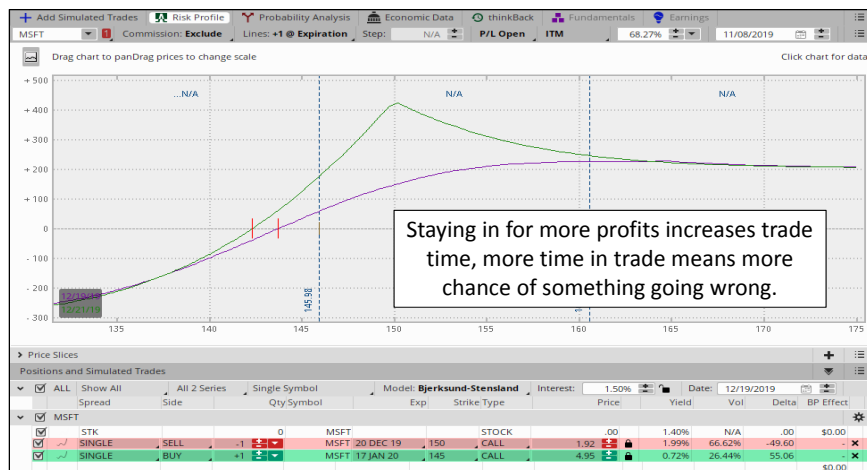 Add Simulated Trades Risk Profile Probability Analysis Economic Data thinkBack Fundamentals Earnings
MSFT Commission: Exclude Lines: +1 @ Expiration Step: N/A P/L Open ITM 68.27% 11/08/2019
Drag chart to panDrag prices to change scale Click chart for data
+ 500
...N/A N/A N/A
+ 400
+ 300
+ 200
+ 100
0
- 100
- 200
- 300
Staying in for more profits increases trade
time, more time in trade means more
chance of something going wrong.
145.98
12/19/19
12/21/19
135 140 145 150 155 160 165 170 175
Price Slices
Positions and Simulated Trades
ALL Show All All 2 Series Single Symbol Model: Bjerksund-Stensland Interest: 1.50% Date: 12/19/2019
Spread Side Qty Symbol Exp Strike Type Price Yield Vol Delta BP Effect
MSFT
STK 0 MSFT STOCK .00 1.40% N/A .00 $0.00
SINGLE SELL -1 MSFT 20 DEC 19 150 CALL 1.92 1.99% 66.62% -49.60 -
SINGLE BUY +1 MSFT 17 JAN 20 145 CALL 4.95 0.72% 26.44% 55.06 -
$0.00